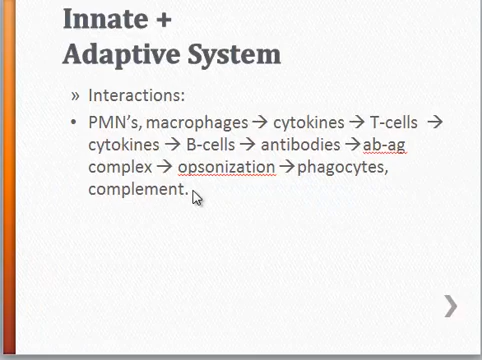 Innate +
Adaptive System
» Interactions:
• PMN's, macrophages → cytokines → T-cells →
cytokines → B-cells → antibodies →ab-ag
complex → opsonization →phagocytes,
complement.